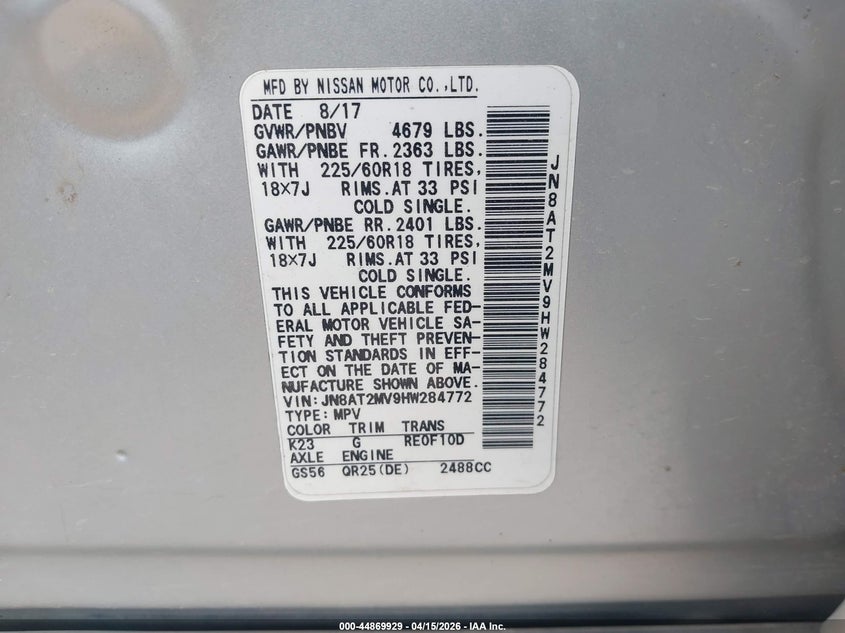 MFD BY NISSAN MOTOR CO.,LTD.
DATE 8/17
GVWR/PNBV 4679 LBS.
GAWR/PNBE FR.2363 LBS.
WITH 225/60R18 TIRES,
18×7J RIMS.AT 33 PSI
COLD SINGLE.
GAWR/PNBE RR.2401 LBS.
WITH 225/60R18 TIRES,
18×7J RIMS.AT 33 PSI
COLD SINGLE.
THIS VEHICLE CONFORMS
TO ALL APPLICABLE FED-
ERAL MOTOR VEHICLE SA-
FETY AND THEFT PREVEN-
TION STANDARDS IN EFF-
ECT ON THE DATE OF MA-
NUFACTURE SHOWN ABOVE.
VIN:JN8AT2MV9HW284772
TYPE:MPV
COLOR TRIM TRANS
K23 G RE0F10D
AXLE ENGINE
GS56 QR25(DE) 2488CC
JN8AT2MV9HW284772
000-44869929 - 04/15/2026 - IAA Inc.